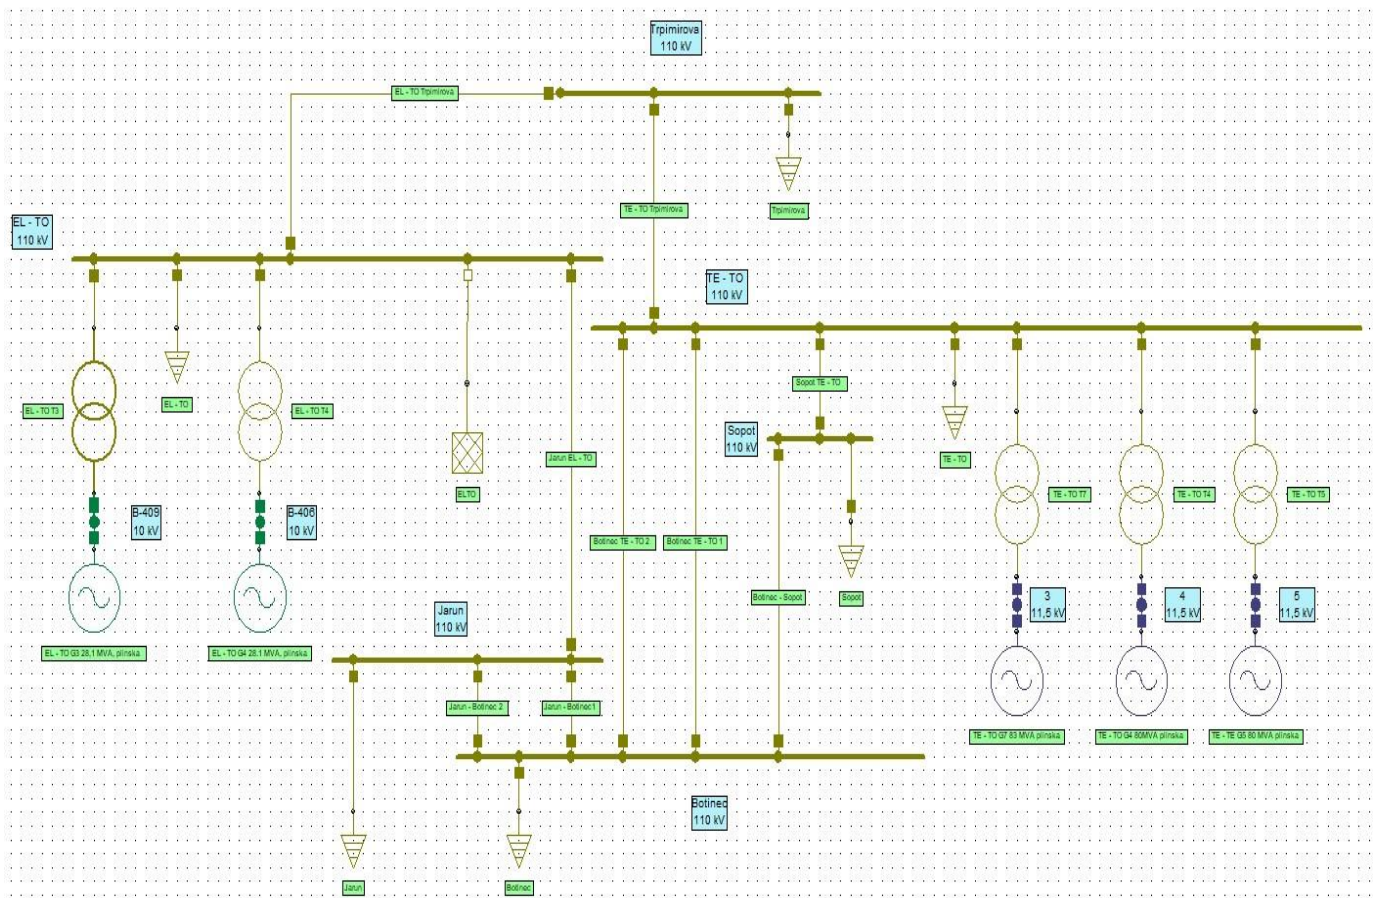 Trpimirova
110 kV
EL - TO Trpimirova
TE - TO Trpimirova
Trpimirova
EL - TO
110 kV
TE - TO
110 kV
Sopot TE - TO
EL - TO T3
EL - TO
EL - TO T4
Sopot
110 kV
Jarun EL - TO
TE - TO
ELTO
TE - TO T7
TE - TO T4
TE - TO T5
B-409
10 kV
B-406
10 kV
Botinec TE - TO 2
Botinec TE - TO 1
Botinec - Sopot
Sopot
3
11,5 kV
4
11,5 kV
5
11,5 kV
Jarun
110 kV
EL - TO G3 28,1 MVA, plinska
EL - TO G4 28.1 MVA, plinska
Jarun - Botinec 2
Jarun - Botinec1
TE - TO G7 83 MVA plinska
TE - TO G4 80MVA plinska
TE - TE G5 80 MVA plinska
Botinec
110 kV
Jarun
Botinec